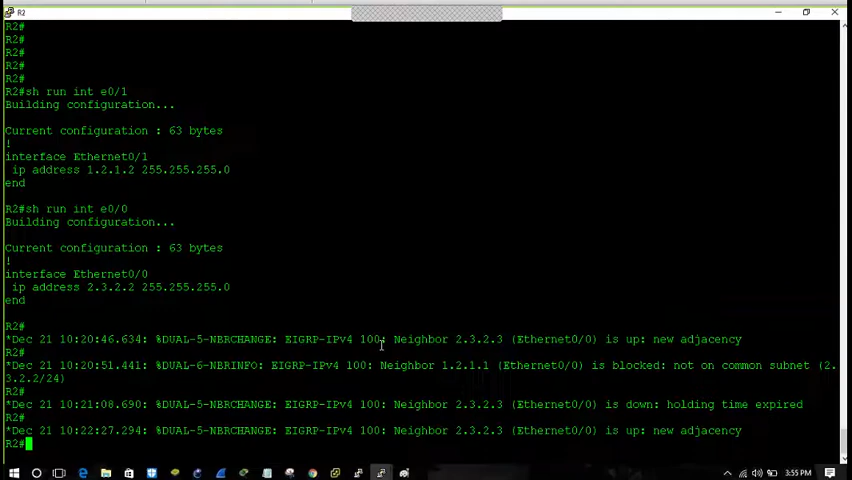 R2
R2#
R2#
R2#
R2#
R2#
R2#sh run int e0/1
Building configuration...
Current configuration : 63 bytes
!
interface Ethernet0/1
 ip address 1.2.1.2 255.255.255.0
end
R2#sh run int e0/0
Building configuration...
Current configuration : 63 bytes
!
interface Ethernet0/0
 ip address 2.3.2.2 255.255.255.0
end
R2#
*Dec 21 10:20:46.634: %DUAL-5-NBRCHANGE: EIGRP-IPv4 100: Neighbor 2.3.2.3 (Ethernet0/0) is up: new adjacency
R2#
*Dec 21 10:20:51.441: %DUAL-6-NBRINFO: EIGRP-IPv4 100: Neighbor 1.2.1.1 (Ethernet0/0) is blocked: not on common subnet (2.
3.2.2/24)
R2#
*Dec 21 10:21:08.690: %DUAL-5-NBRCHANGE: EIGRP-IPv4 100: Neighbor 2.3.2.3 (Ethernet0/0) is down: holding time expired
R2#
*Dec 21 10:22:27.294: %DUAL-5-NBRCHANGE: EIGRP-IPv4 100: Neighbor 2.3.2.3 (Ethernet0/0) is up: new adjacency
R2#
3:55 PM